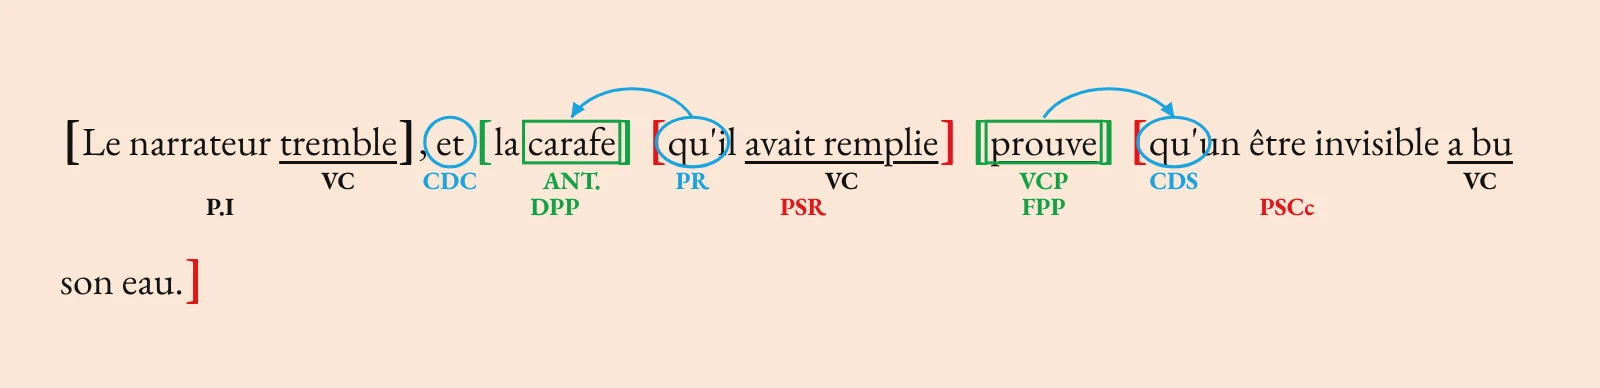 [Le narrateur tremble], et [la carafe] [qu'il avait remplie] [prouve] [qu'un être invisible a bu
VC CDC ANT. PR VC VCP CDS VC
P.I DPP PSR FPP PSCc
son eau.]